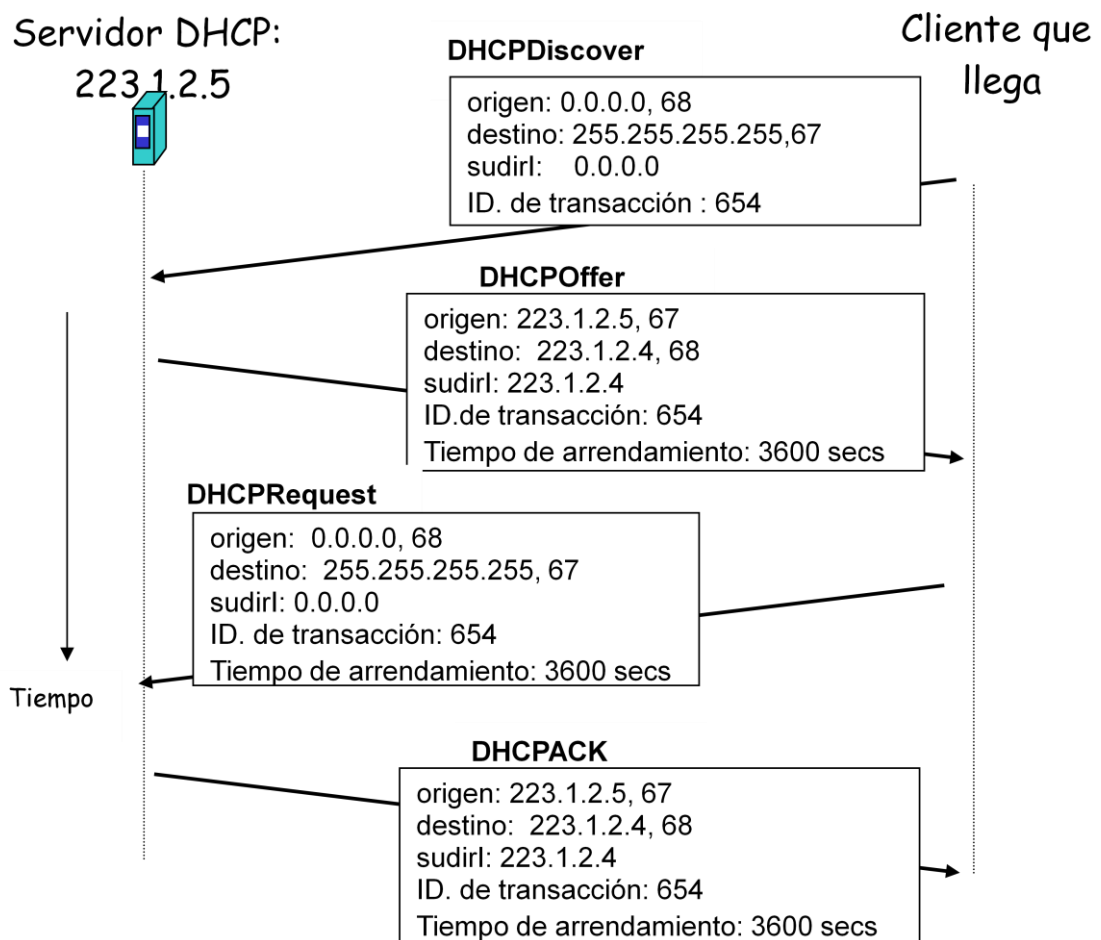 Servidor DHCP:
223.1.2.5
Cliente que
llega
DHCPDiscover
origen: 0.0.0.0, 68
destino: 255.255.255.255,67
sudirI: 0.0.0.0
ID. de transacción : 654
DHCPOffer
origen: 223.1.2.5, 67
destino: 223.1.2.4, 68
sudirI: 223.1.2.4
ID.de transacción: 654
Tiempo de arrendamiento: 3600 secs
DHCPRequest
origen: 0.0.0.0, 68
destino: 255.255.255.255, 67
sudirI: 0.0.0.0
ID. de transacción: 654
Tiempo de arrendamiento: 3600 secs
Tiempo
DHCPACK
origen: 223.1.2.5, 67
destino: 223.1.2.4, 68
sudirI: 223.1.2.4
ID. de transacción: 654
Tiempo de arrendamiento: 3600 secs